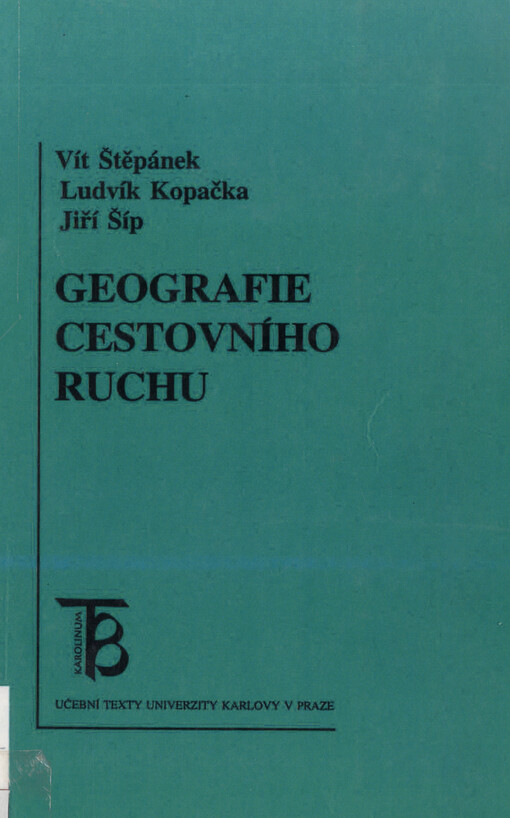 Vít Štěpánek
Ludvík Kopačka
Jiří Šíp
GEOGRAFIE
CESTOVNÍHO
RUCHU
KAROLINUM
UČEBNÍ TEXTY UNIVERZITY KARLOVY V PRAZE